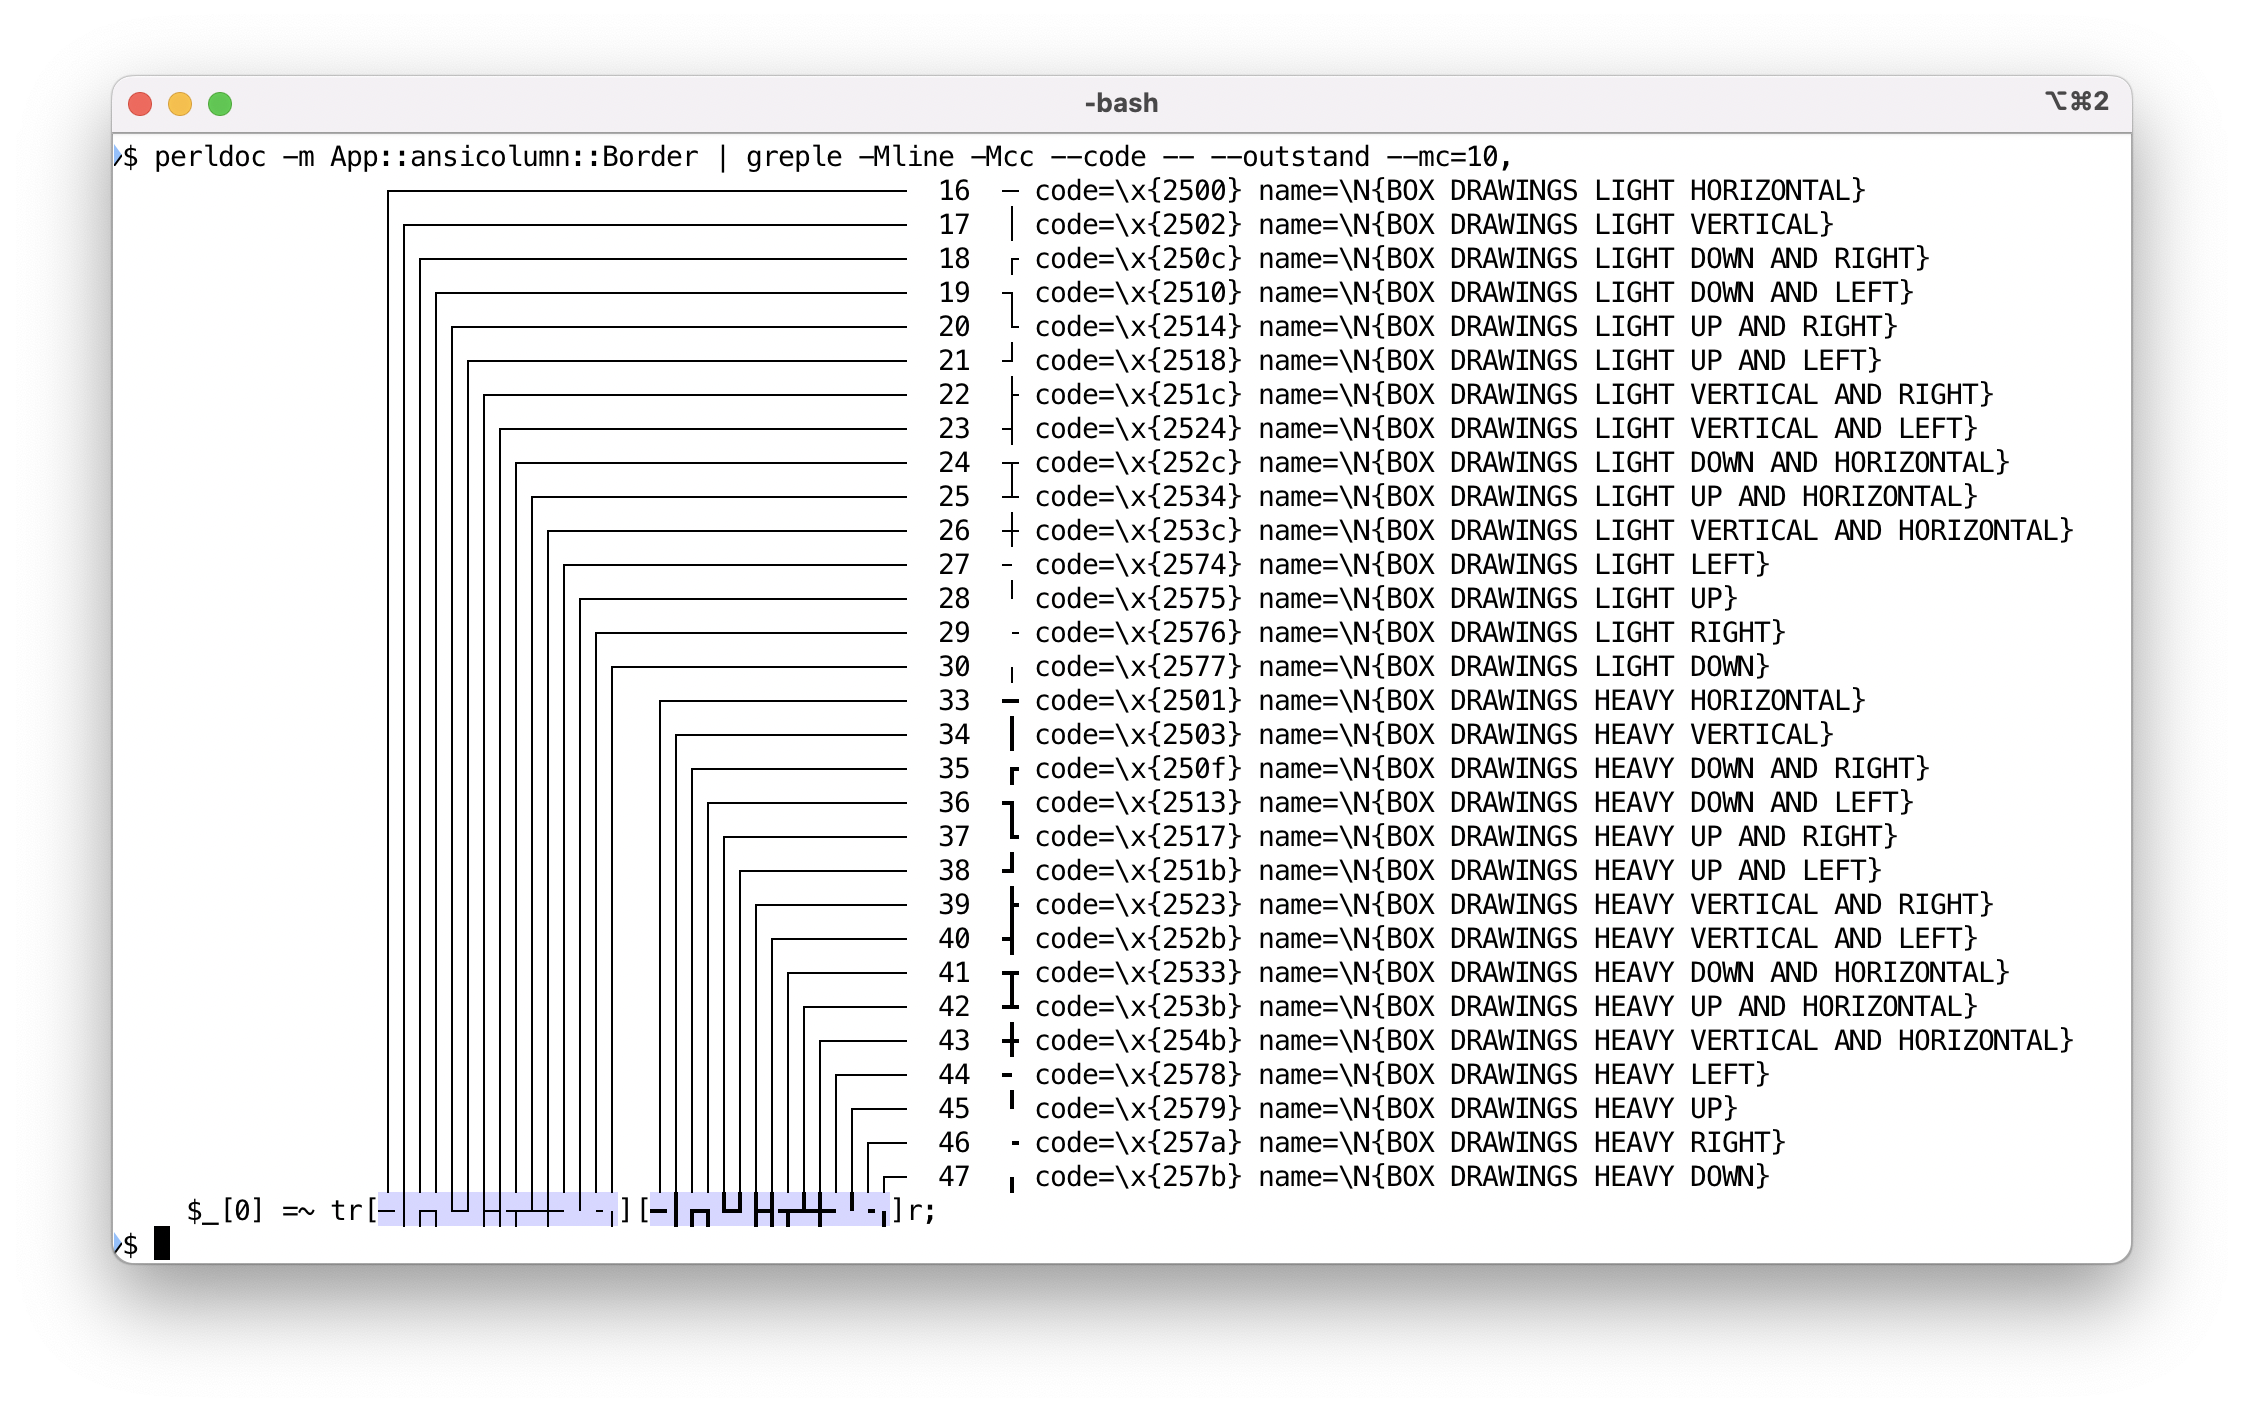 -bash
⌥⌘2
$ perldoc -m App::ansicolumn::Border | greple -Mline -Mcc --code -- --outstand --mc=10,
16 ─ code=\x{2500} name=\N{BOX DRAWINGS LIGHT HORIZONTAL}
17 │ code=\x{2502} name=\N{BOX DRAWINGS LIGHT VERTICAL}
18 ┌ code=\x{250c} name=\N{BOX DRAWINGS LIGHT DOWN AND RIGHT}
19 ┐ code=\x{2510} name=\N{BOX DRAWINGS LIGHT DOWN AND LEFT}
20 └ code=\x{2514} name=\N{BOX DRAWINGS LIGHT UP AND RIGHT}
21 ┘ code=\x{2518} name=\N{BOX DRAWINGS LIGHT UP AND LEFT}
22 ├ code=\x{251c} name=\N{BOX DRAWINGS LIGHT VERTICAL AND RIGHT}
23 ┤ code=\x{2524} name=\N{BOX DRAWINGS LIGHT VERTICAL AND LEFT}
24 ┬ code=\x{252c} name=\N{BOX DRAWINGS LIGHT DOWN AND HORIZONTAL}
25 ┴ code=\x{2534} name=\N{BOX DRAWINGS LIGHT UP AND HORIZONTAL}
26 ┼ code=\x{253c} name=\N{BOX DRAWINGS LIGHT VERTICAL AND HORIZONTAL}
27 ╴ code=\x{2574} name=\N{BOX DRAWINGS LIGHT LEFT}
28 ╵ code=\x{2575} name=\N{BOX DRAWINGS LIGHT UP}
29 ╶ code=\x{2576} name=\N{BOX DRAWINGS LIGHT RIGHT}
30 ╷ code=\x{2577} name=\N{BOX DRAWINGS LIGHT DOWN}
33 ━ code=\x{2501} name=\N{BOX DRAWINGS HEAVY HORIZONTAL}
34 ┃ code=\x{2503} name=\N{BOX DRAWINGS HEAVY VERTICAL}
35 ┏ code=\x{250f} name=\N{BOX DRAWINGS HEAVY DOWN AND RIGHT}
36 ┓ code=\x{2513} name=\N{BOX DRAWINGS HEAVY DOWN AND LEFT}
37 ┗ code=\x{2517} name=\N{BOX DRAWINGS HEAVY UP AND RIGHT}
38 ┛ code=\x{251b} name=\N{BOX DRAWINGS HEAVY UP AND LEFT}
39 ┣ code=\x{2523} name=\N{BOX DRAWINGS HEAVY VERTICAL AND RIGHT}
40 ┫ code=\x{252b} name=\N{BOX DRAWINGS HEAVY VERTICAL AND LEFT}
41 ┳ code=\x{2533} name=\N{BOX DRAWINGS HEAVY DOWN AND HORIZONTAL}
42 ┻ code=\x{253b} name=\N{BOX DRAWINGS HEAVY UP AND HORIZONTAL}
43 ╋ code=\x{254b} name=\N{BOX DRAWINGS HEAVY VERTICAL AND HORIZONTAL}
44 ╸ code=\x{2578} name=\N{BOX DRAWINGS HEAVY LEFT}
45 ╹ code=\x{2579} name=\N{BOX DRAWINGS HEAVY UP}
46 ╺ code=\x{257a} name=\N{BOX DRAWINGS HEAVY RIGHT}
47 ╻ code=\x{257b} name=\N{BOX DRAWINGS HEAVY DOWN}
$_[0] =~ tr[─│┌┐└┘├┤┬┴┼╴╵╶╷][━┃┏┓┗┛┣┫┳┻╋╸╹╺╻]r;
$